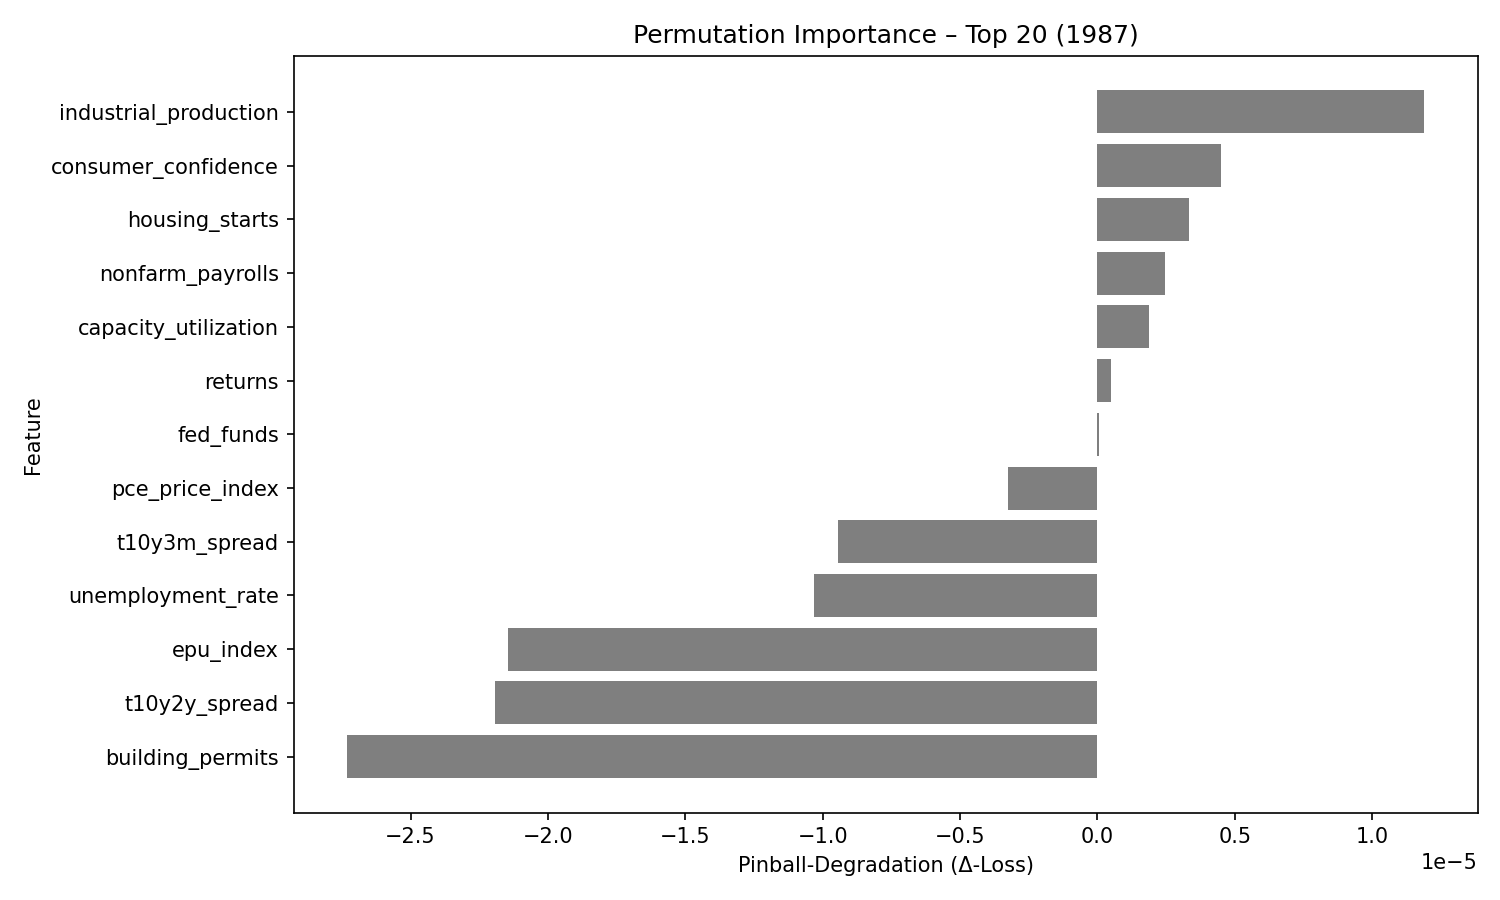 Permutation Importance – Top 20 (1987)
industrial_production
consumer_confidence
housing_starts
nonfarm_payrolls
capacity_utilization
returns
fed_funds
pce_price_index
t10y3m_spread
unemployment_rate
epu_index
t10y2y_spread
building_permits
Feature
−2.5 −2.0 −1.5 −1.0 −0.5 0.0 0.5 1.0
1e−5
Pinball-Degradation (Δ-Loss)